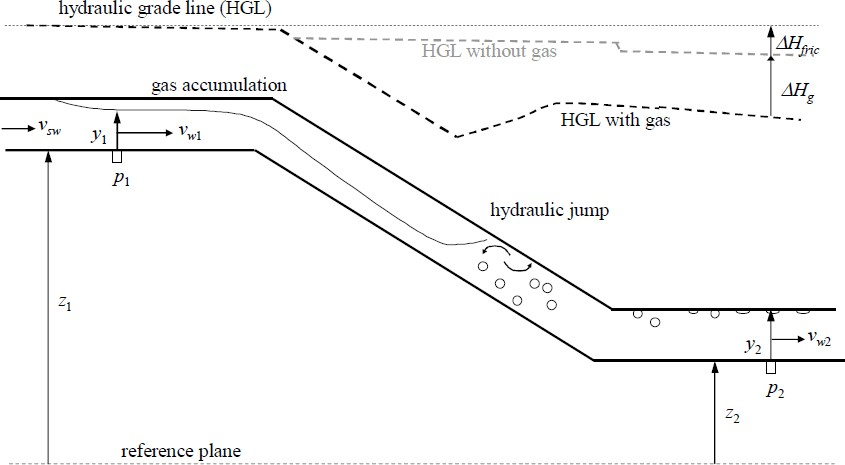 hydraulic grade line (HGL)
ΔH_fric
HGL without gas
gas accumulation
ΔH_g
HGL with gas
v_sw
y_1
v_w1
p_1
hydraulic jump
z_1
y_2
v_w2
p_2
z_2
reference plane